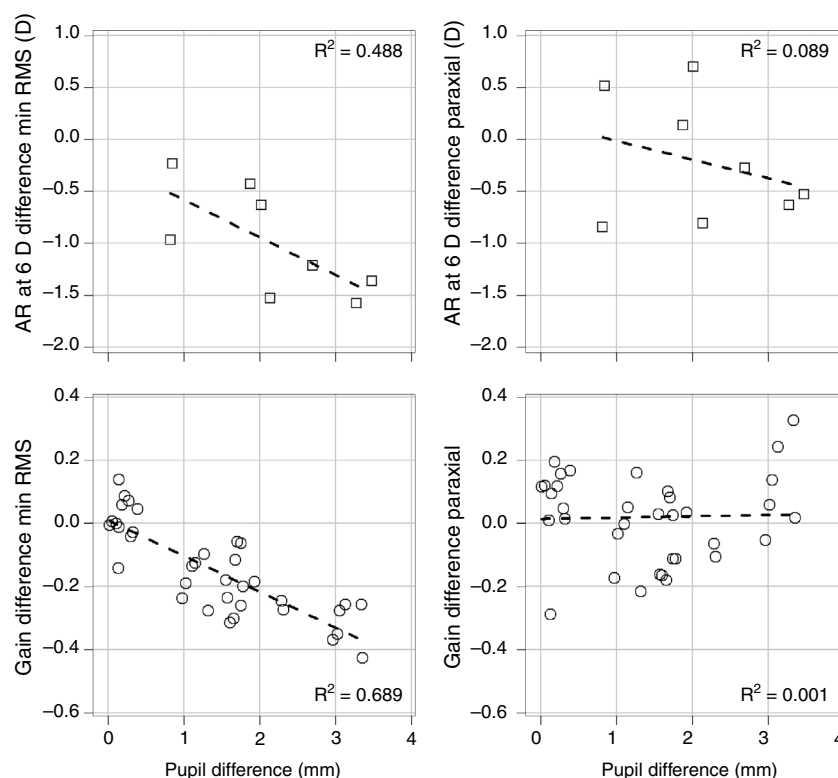 AR at 6 D difference min RMS (D)
1.0
0.5
0.0
–0.5
–1.0
–1.5
–2.0
R² = 0.488
AR at 6 D difference paraxial (D)
1.0
0.5
0.0
–0.5
–1.0
–1.5
–2.0
R² = 0.089
Gain difference min RMS
0.4
0.2
0.0
–0.2
–0.4
–0.6
R² = 0.689
0 1 2 3 4
Pupil difference (mm)
Gain difference paraxial
0.4
0.2
0.0
–0.2
–0.4
–0.6
R² = 0.001
0 1 2 3 4
Pupil difference (mm)